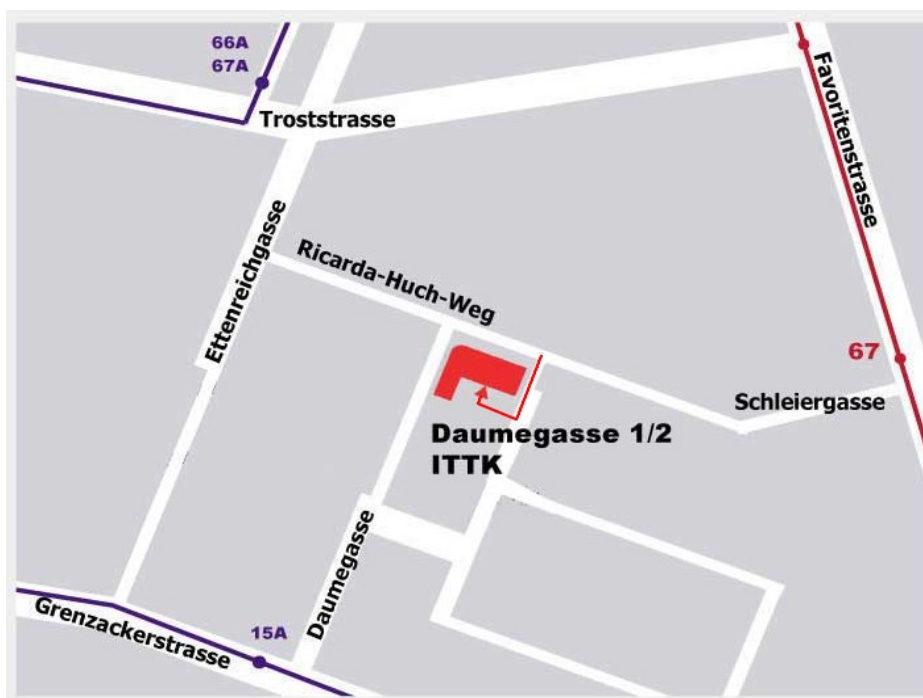 66A
67A
Troststrasse
Favoritenstrasse
Ettenreichgasse
Ricarda-Huch-Weg
67
Schleiergasse
Daumegasse 1/2
ITTK
Daumegasse
Grenzackerstrasse
15A